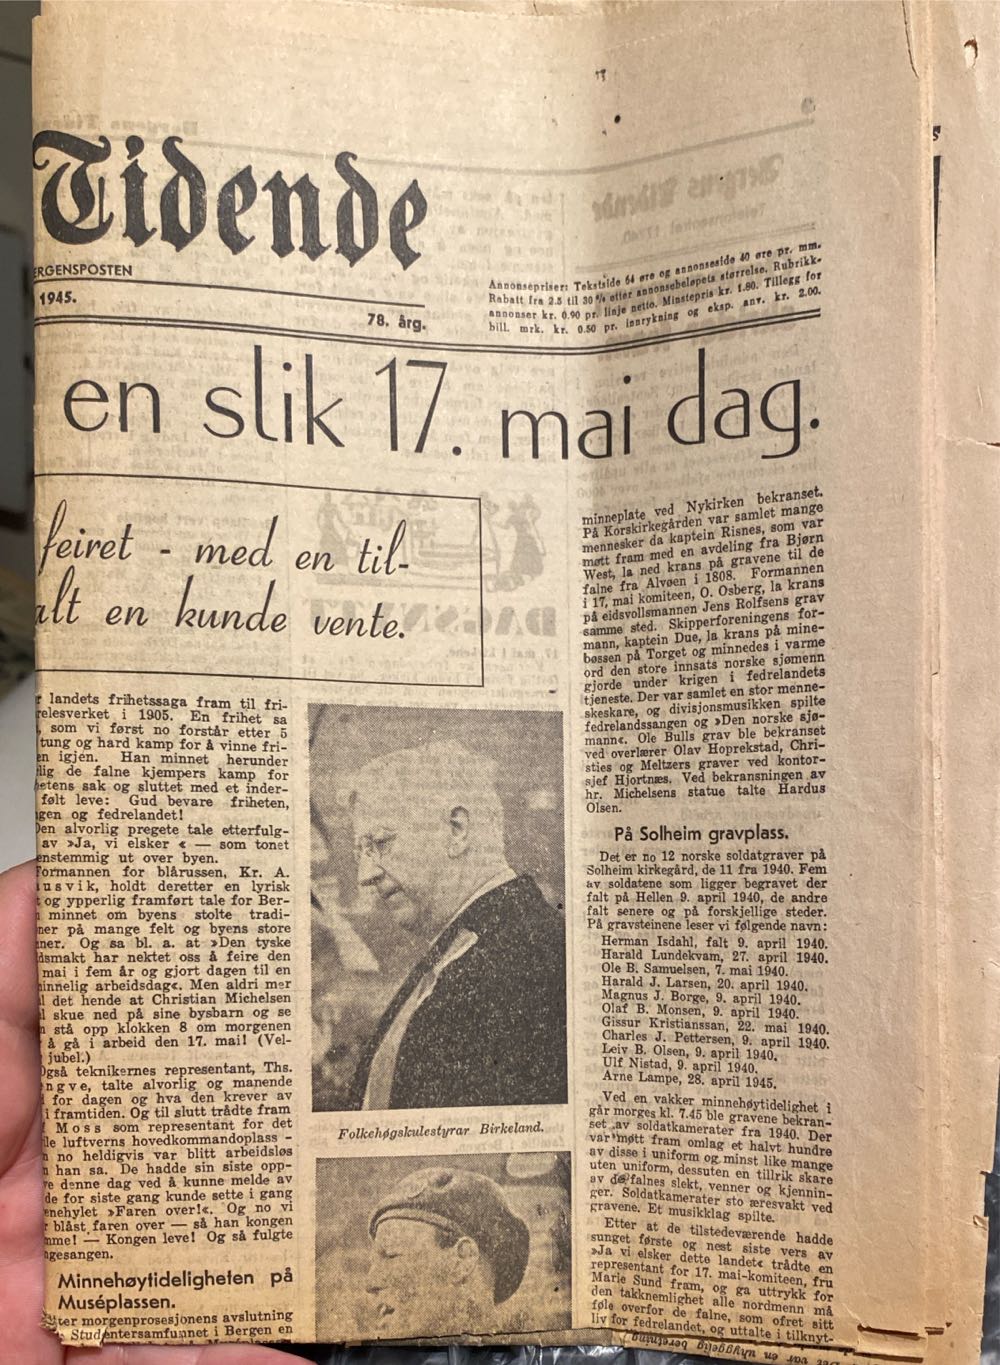 Tidende
RGENSPOSTEN
1945.
78. årg.
Annonsepriser: Tekstside 64 øre og annonseside 40 øre pr. mm.
Rabatt fra 2.5 til 30 % etter annonsebeløpets størrelse. Rubrikk-
annonser kr. 0.90 pr. linje netto. Minstepris kr. 1.80. Tillegg for
bill. mrk. kr. 0.50 pr. innrykning og eksp. anv. kr. 2.00.
en slik 17. mai dag.
feiret - med en til-
alt en kunde vente.
r landets frihetssaga fram til fri-
relesverket i 1905. En frihet sa
, som vi først no forstår etter 5
tung og hard kamp for å vinne fri-
en igjen. Han minnet herunder
lig de falne kjempers kamp for
etens sak og sluttet med et inder-
følt leve: Gud bevare friheten,
gen og fedrelandet!
Den alvorlig pregete tale etterfulg-
av »Ja, vi elsker « — som tonet
enstemmig ut over byen.
Formannen for blårussen, Kr. A.
usvik, holdt deretter en lyrisk
og ypperlig framført tale for Ber-
minnet om byens stolte tradi-
ner på mange felt og byens store
ner. Og sa bl. a. at »Den tyske
dsmakt har nektet oss å feire den
mai i fem år og gjort dagen til en
innelig arbeidsdag«. Men aldri mer
l det hende at Christian Michelsen
l skue ned på sine bysbarn og se
stå opp klokken 8 om morgenen
å gå i arbeid den 17. mai! (Vel-
jubel.)
Også teknikernes representant, Ths.
ngve, talte alvorlig og manende
for dagen og hva den krever av
i framtiden. Og til slutt trådte fram
Moss som representant for det
le luftverns hovedkommandoplass -
no heldigvis var blitt arbeidsløs
han sa. De hadde sin siste opp-
e denne dag ved å kunne melde av
de for siste gang kunde sette i gang
enehylet »Faren over!«. Og no vi
blåst faren over — så han kongen
mme! — Kongen leve! Og så fulgte
ngesangen.
Minnehøytideligheten på
Muséplassen.
ter morgenprosesjonens avslutning
Studentersamfunnet i Bergen en
Folkehøgskulestyrar Birkeland.
minneplate ved Nykirken bekranset.
På Korskirkegården var samlet mange
mennesker da kaptein Risnes, som var
møtt fram med en avdeling fra Bjørn
West, la ned krans på gravene til de
falne fra Alvøen i 1808. Formannen
i 17, mai komiteen, O. Osberg, la krans
på eidsvollsmannen Jens Rolfsens grav
samme sted. Skipperforeningens for-
mann, kaptein Due, la krans på mine-
bøssen på Torget og minnedes i varme
ord den store innsats norske sjømenn
gjorde under krigen i fedrelandets
tjeneste. Der var samlet en stor menne-
skeskare, og divisjonsmusikken spilte
fedrelandssangen og »Den norske sjø-
mann«. Ole Bulls grav ble bekranset
ved overlærer Olav Hoprekstad, Chri-
sties og Meltzers graver ved kontor-
sjef Hjortnæs. Ved bekransningen av
hr. Michelsens statue talte Hardus
Olsen.
På Solheim gravplass.
Det er no 12 norske soldatgraver på
Solheim kirkegård, de 11 fra 1940. Fem
av soldatene som ligger begravet der
falt på Hellen 9. april 1940, de andre
falt senere og på forskjellige steder.
På gravsteinene leser vi følgende navn:
Herman Isdahl, falt 9. april 1940.
Harald Lundekvam, 27. april 1940.
Ole B. Samuelsen, 7. mai 1940.
Harald J. Larsen, 20. april 1940.
Magnus J. Borge, 9. april 1940.
Olaf B. Monsen, 9. april 1940.
Gissur Kristianssan, 22. mai 1940.
Charles J. Pettersen, 9. april 1940.
Leiv B. Olsen, 9. april 1940.
Ulf Nistad, 9. april 1940.
Arne Lampe, 28. april 1945.
Ved en vakker minnehøytidelighet i
går morges kl. 7.45 ble gravene bekran-
set av soldatkamerater fra 1940. Der
var møtt fram omlag et halvt hundre
av disse i uniform og minst like mange
uten uniform, dessuten en tillrik skare
av de falnes slekt, venner og kjennin-
ger. Soldatkamerater sto æresvakt ved
gravene. Et musikklag spilte.
Etter at de tilstedeværende hadde
sunget første og nest siste vers av
»Ja vi elsker dette landet« trådte en
representant for 17. mai-komiteen, fru
Marie Sund fram, og ga uttrykk for
den takknemlighet alle nordmenn må
føle overfor de falne, som ofret sitt
liv for fedrelandet, og uttalte i tilknyt-